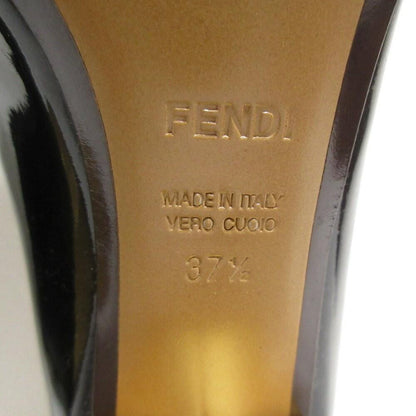 FENDI
MADE IN ITALY
VERO CUOIO
37½